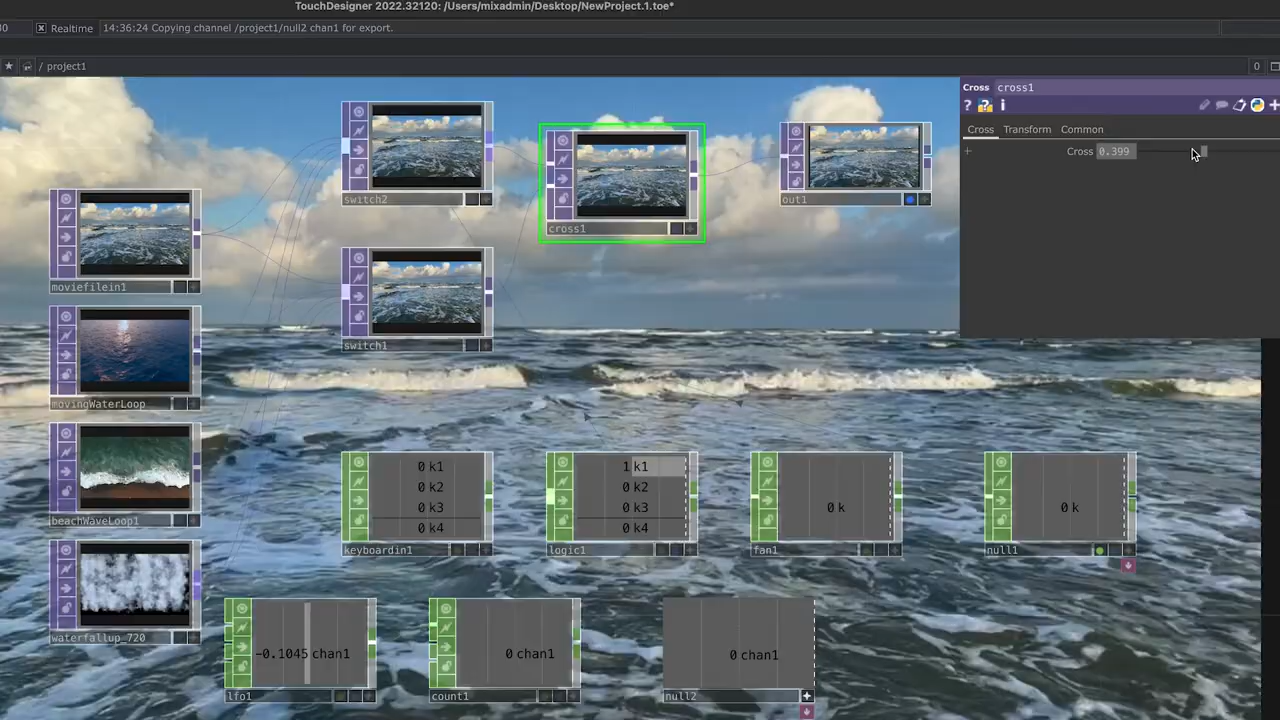 TouchDesigner 2022.32120: /Users/mixadmin/Desktop/NewProject.1.toe*
Realtime 14:36:24 Copying channel /project1/null2 chan1 for export.
/ project1 0
Cross cross1
? ? i
Cross Transform Common
+ Cross 0.399
switch2
cross1
out1
moviefilein1
switch1
movingWaterLoop
beachWaveLoop1
waterfallup_720
0 k1
0 k2
0 k3
0 k4
keyboardin1
1 k1
0 k2
0 k3
0 k4
logic1
0 k
fan1
0 k
null1
-0.1045 chan1
lfo1
0 chan1
count1
0 chan1
null2